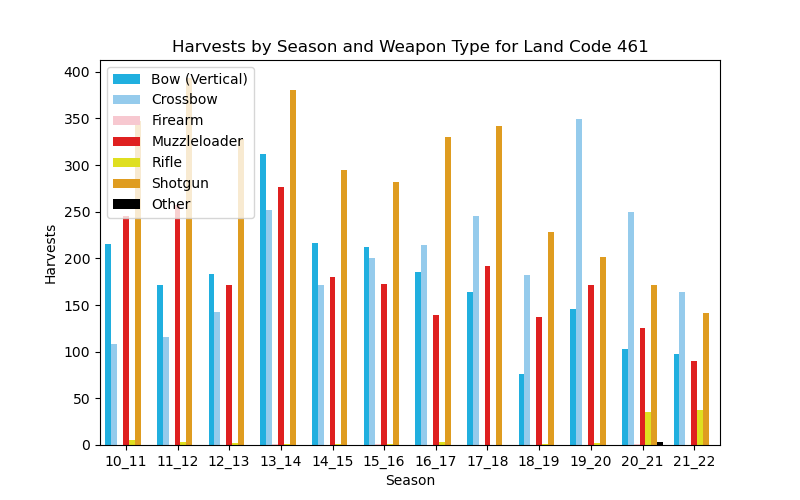 Harvests by Season and Weapon Type for Land Code 461
400
350
300
250
200
150
100
50
0
Harvests
Bow (Vertical)
Crossbow
Firearm
Muzzleloader
Rifle
Shotgun
Other
10_11 11_12 12_13 13_14 14_15 15_16 16_17 17_18 18_19 19_20 20_21 21_22
Season